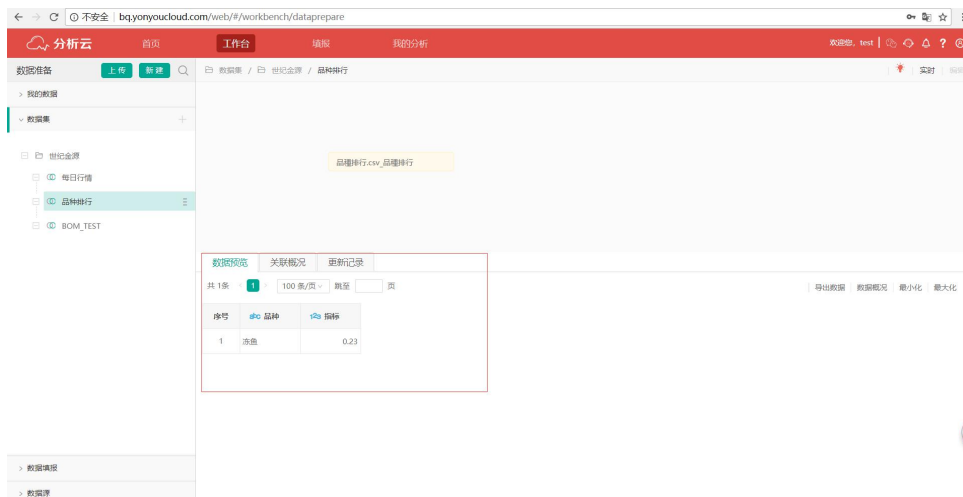 不安全 bq.yonyoucloud.com/web/#/workbench/dataprepare
分析云 首页 工作台 填报 我的分析 欢迎您, test
数据准备 上传 新建 数据集 / 世纪金源 / 品种排行 实时
我的数据
数据集
世纪金源
每日行情
品种排行
BOM_TEST
品種排行.csv_品種排行
数据预览 关联概况 更新记录
共 1条 1 100 条/页 跳至 页 导出数据 数据概况 最小化 最大化
序号 abc 品种 123 指标
1 冻鱼 0.23
数据填报
数据源